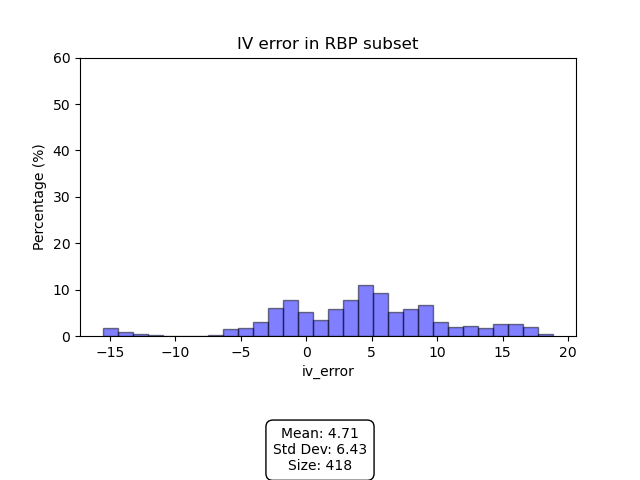 IV error in RBP subset
60
50
40
30
20
10
0
Percentage (%)
−15
−10
−5
0
5
10
15
20
iv_error
Mean: 4.71
Std Dev: 6.43
Size: 418